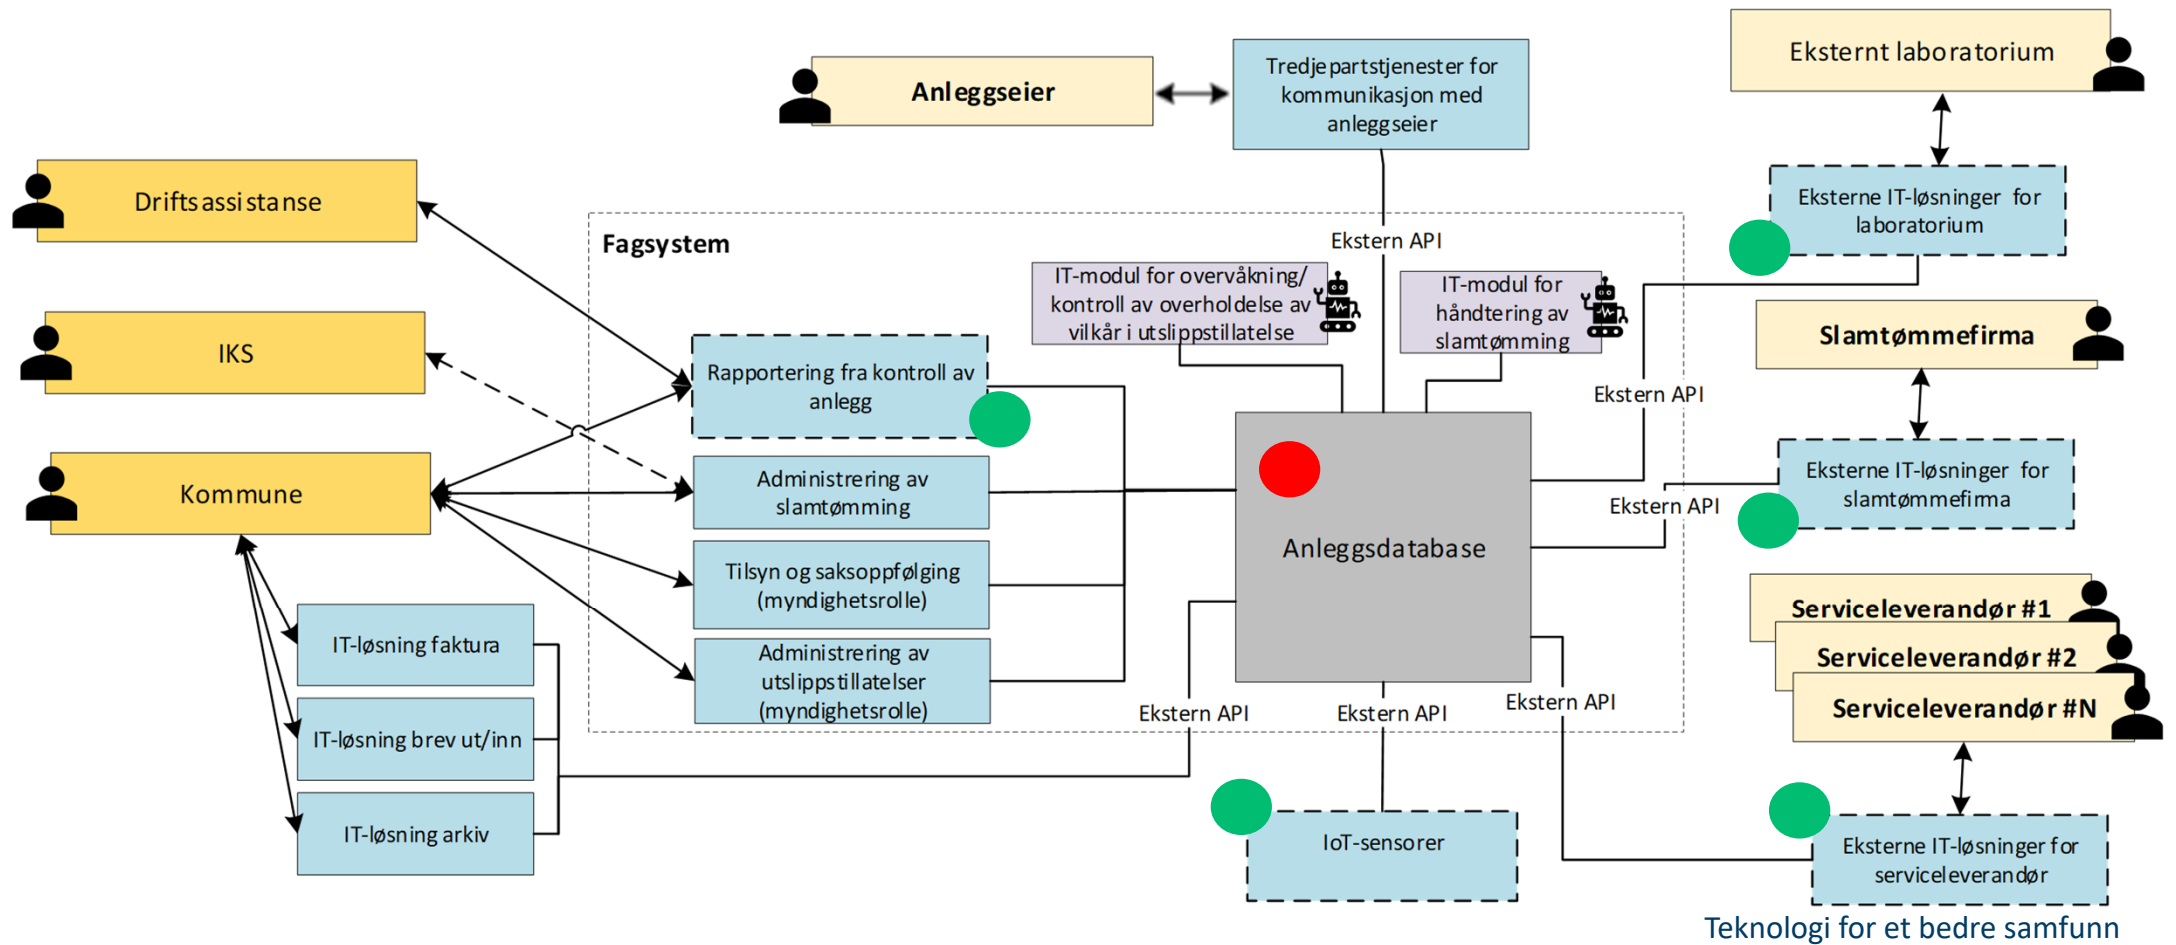 Anleggseier
Tredjepartstjenester for
kommunikasjon med
anleggseier
Eksternt laboratorium
Driftsassistanse
Eksterne IT-løsninger for
laboratorium
Fagsystem
Ekstern API
IT-modul for overvåkning/
kontroll av overholdelse av
vilkår i utslippstillatelse
IT-modul for
håndtering av
slamtømming
IKS
Slamtømmefirma
Rapportering fra kontroll av
anlegg
Ekstern API
Kommune
Administrering av
slamtømming
Eksterne IT-løsninger for
slamtømmefirma
Ekstern API
Anleggsdatabase
Tilsyn og saksoppfølging
(myndighetsrolle)
Serviceleverandør #1
Serviceleverandør #2
Serviceleverandør #N
IT-løsning faktura
Administrering av
utslippstillatelser
(myndighetsrolle)
Ekstern API
Ekstern API
Ekstern API
IT-løsning brev ut/inn
IT-løsning arkiv
IoT-sensorer
Eksterne IT-løsninger for
serviceleverandør
Teknologi for et bedre samfunn